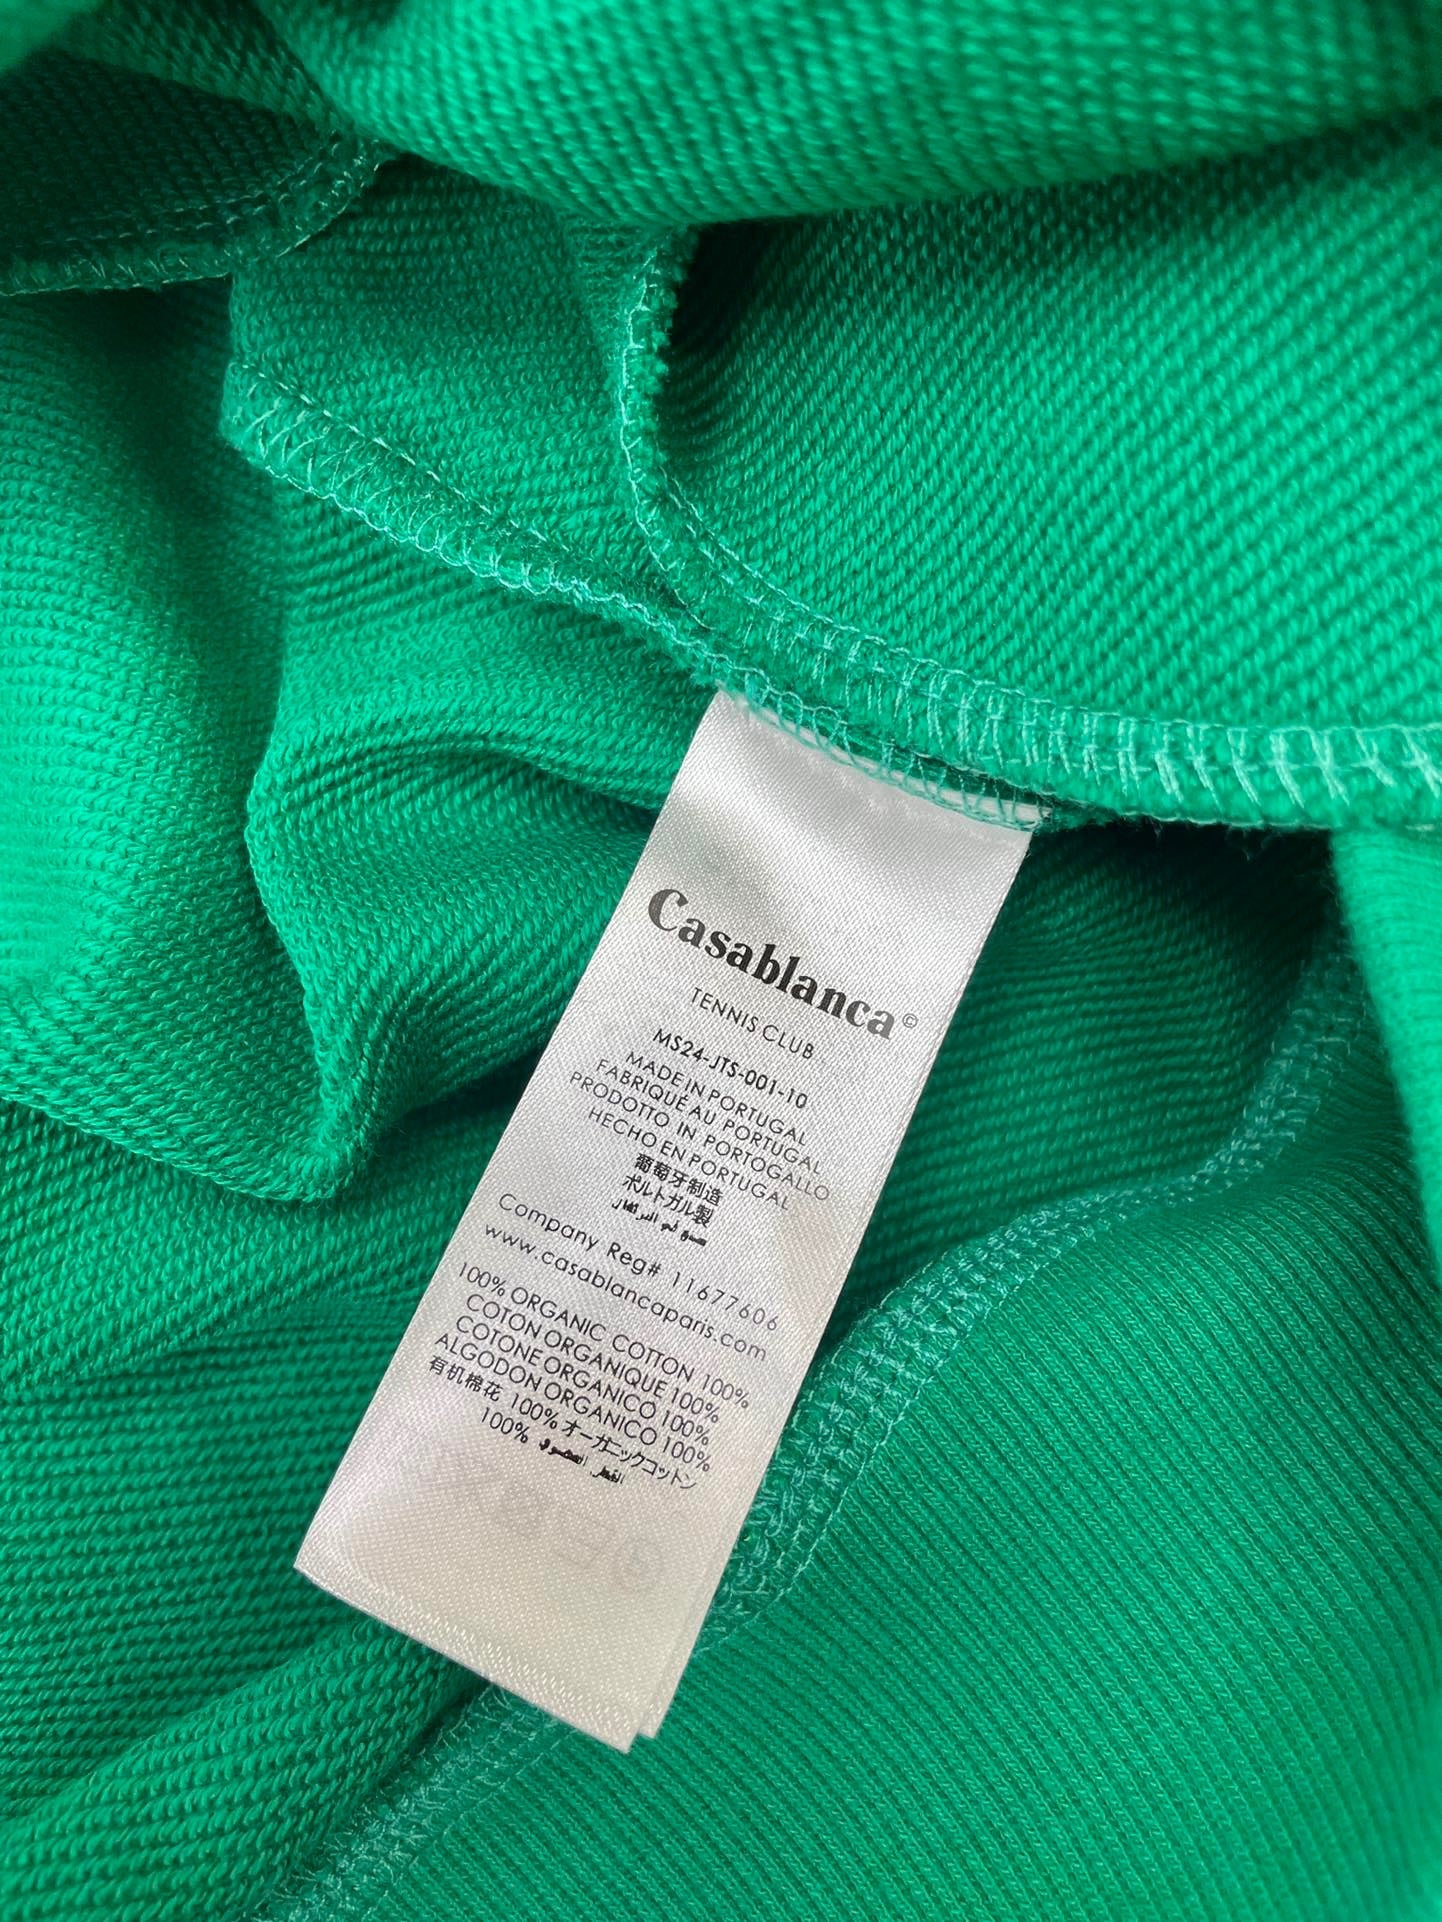 Casablanca©
TENNIS CLUB
MS24-JTS-001-10
MADE IN PORTUGAL
FABRIQUÉ AU PORTUGAL
PRODOTTO IN PORTOGALLO
HECHO EN PORTUGAL
葡萄牙制造
ポルトガル製
Company Reg# 11677606
www.casablancaparis.com
100% ORGANIC COTTON 100%
COTON ORGANIQUE 100%
COTONE ORGANICO 100%
ALGODON ORGANICO 100%
有机棉花 100% オーガニックコットン
100%